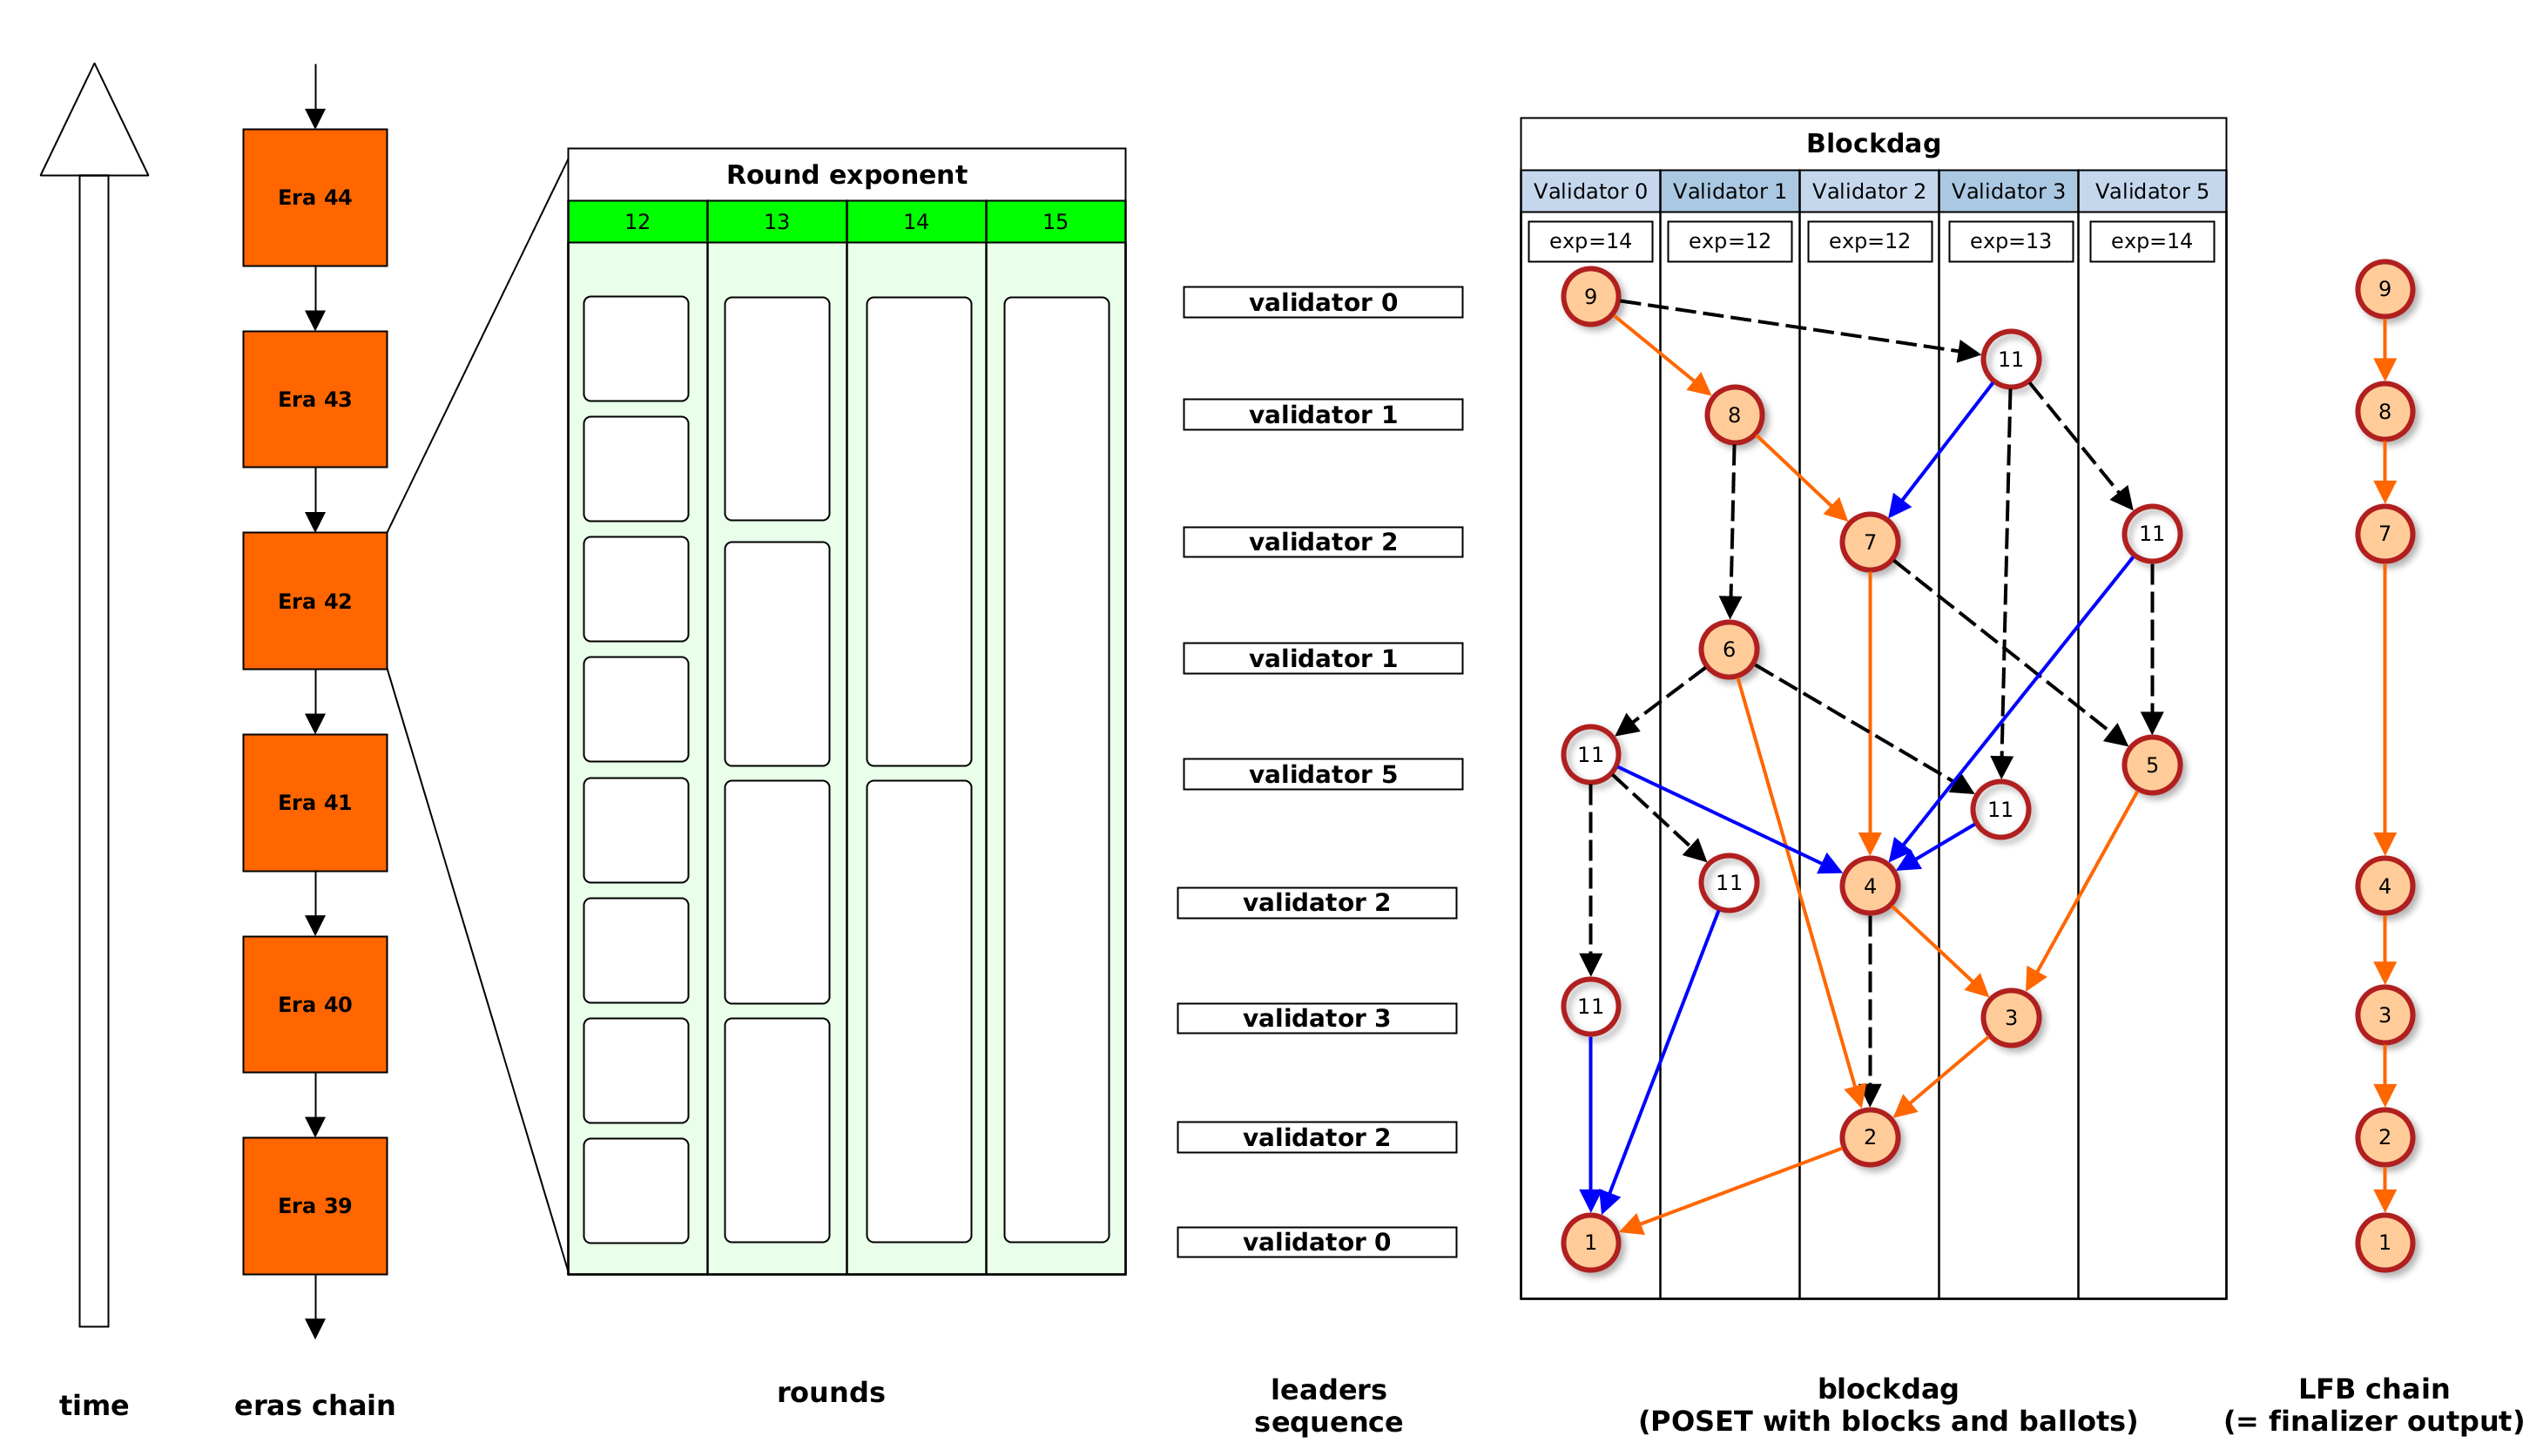 Era 44
Era 43
Era 42
Era 41
Era 40
Era 39
Round exponent
12 13 14 15
validator 0
validator 1
validator 2
validator 1
validator 5
validator 2
validator 3
validator 2
validator 0
Blockdag
Validator 0 Validator 1 Validator 2 Validator 3 Validator 5
exp=14 exp=12 exp=12 exp=13 exp=14
9
11
8
7
11
6
11
5
11
11
4
11
3
2
1
9
8
7
4
3
2
1
time
eras chain
rounds
leaders
sequence
blockdag
(POSET with blocks and ballots)
LFB chain
(= finalizer output)